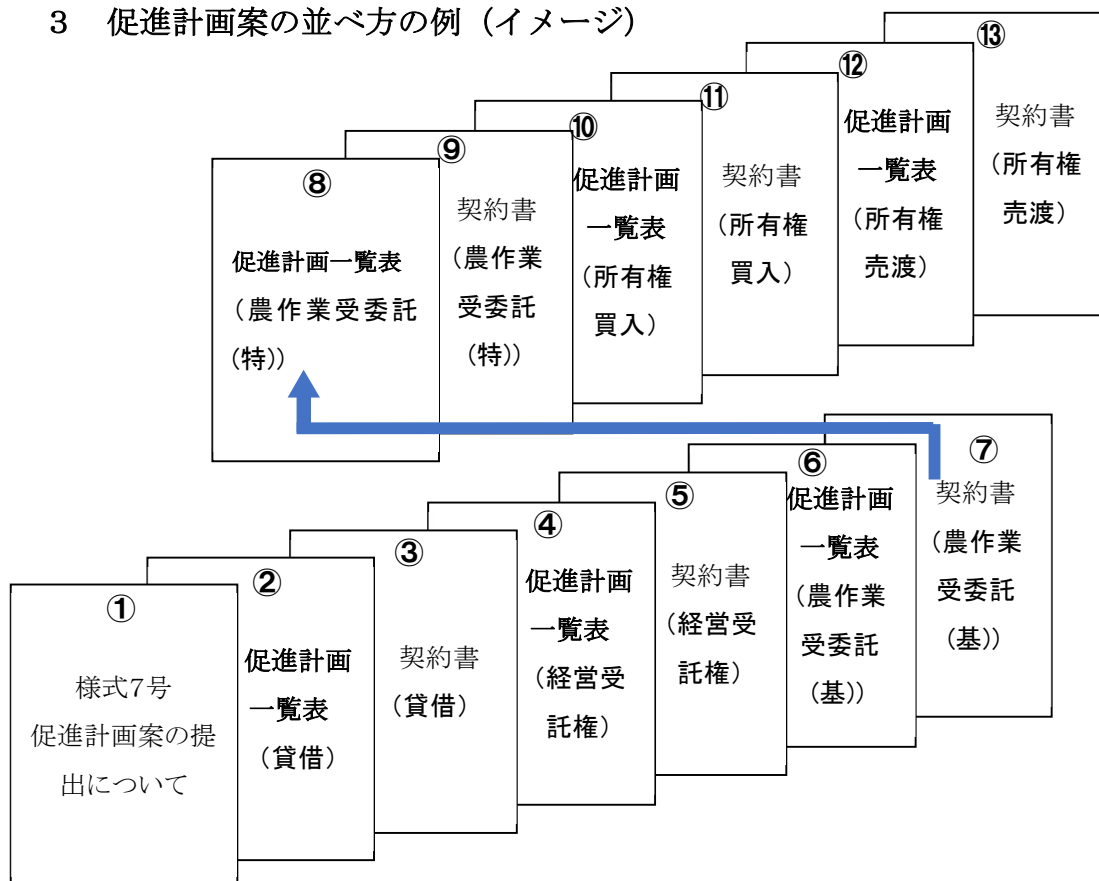 3　促進計画案の並べ方の例（イメージ）
①
様式7号
促進計画案の提
出について
②
促進計画
一覧表
（貸借）
③
契約書
（貸借）
④
促進計画
一覧表
（経営受
託権）
⑤
契約書
（経営受
託権）
⑥
促進計画
一覧表
（農作業
受委託
（基））
⑦
契約書
（農作業
受委託
（基））
⑧
促進計画一覧表
（農作業受委託
（特））
⑨
契約書
（農作業
受委託
（特））
⑩
促進計画
一覧表
（所有権
買入）
⑪
契約書
（所有権
買入）
⑫
促進計画
一覧表
（所有権
売渡）
⑬
契約書
（所有権
売渡）